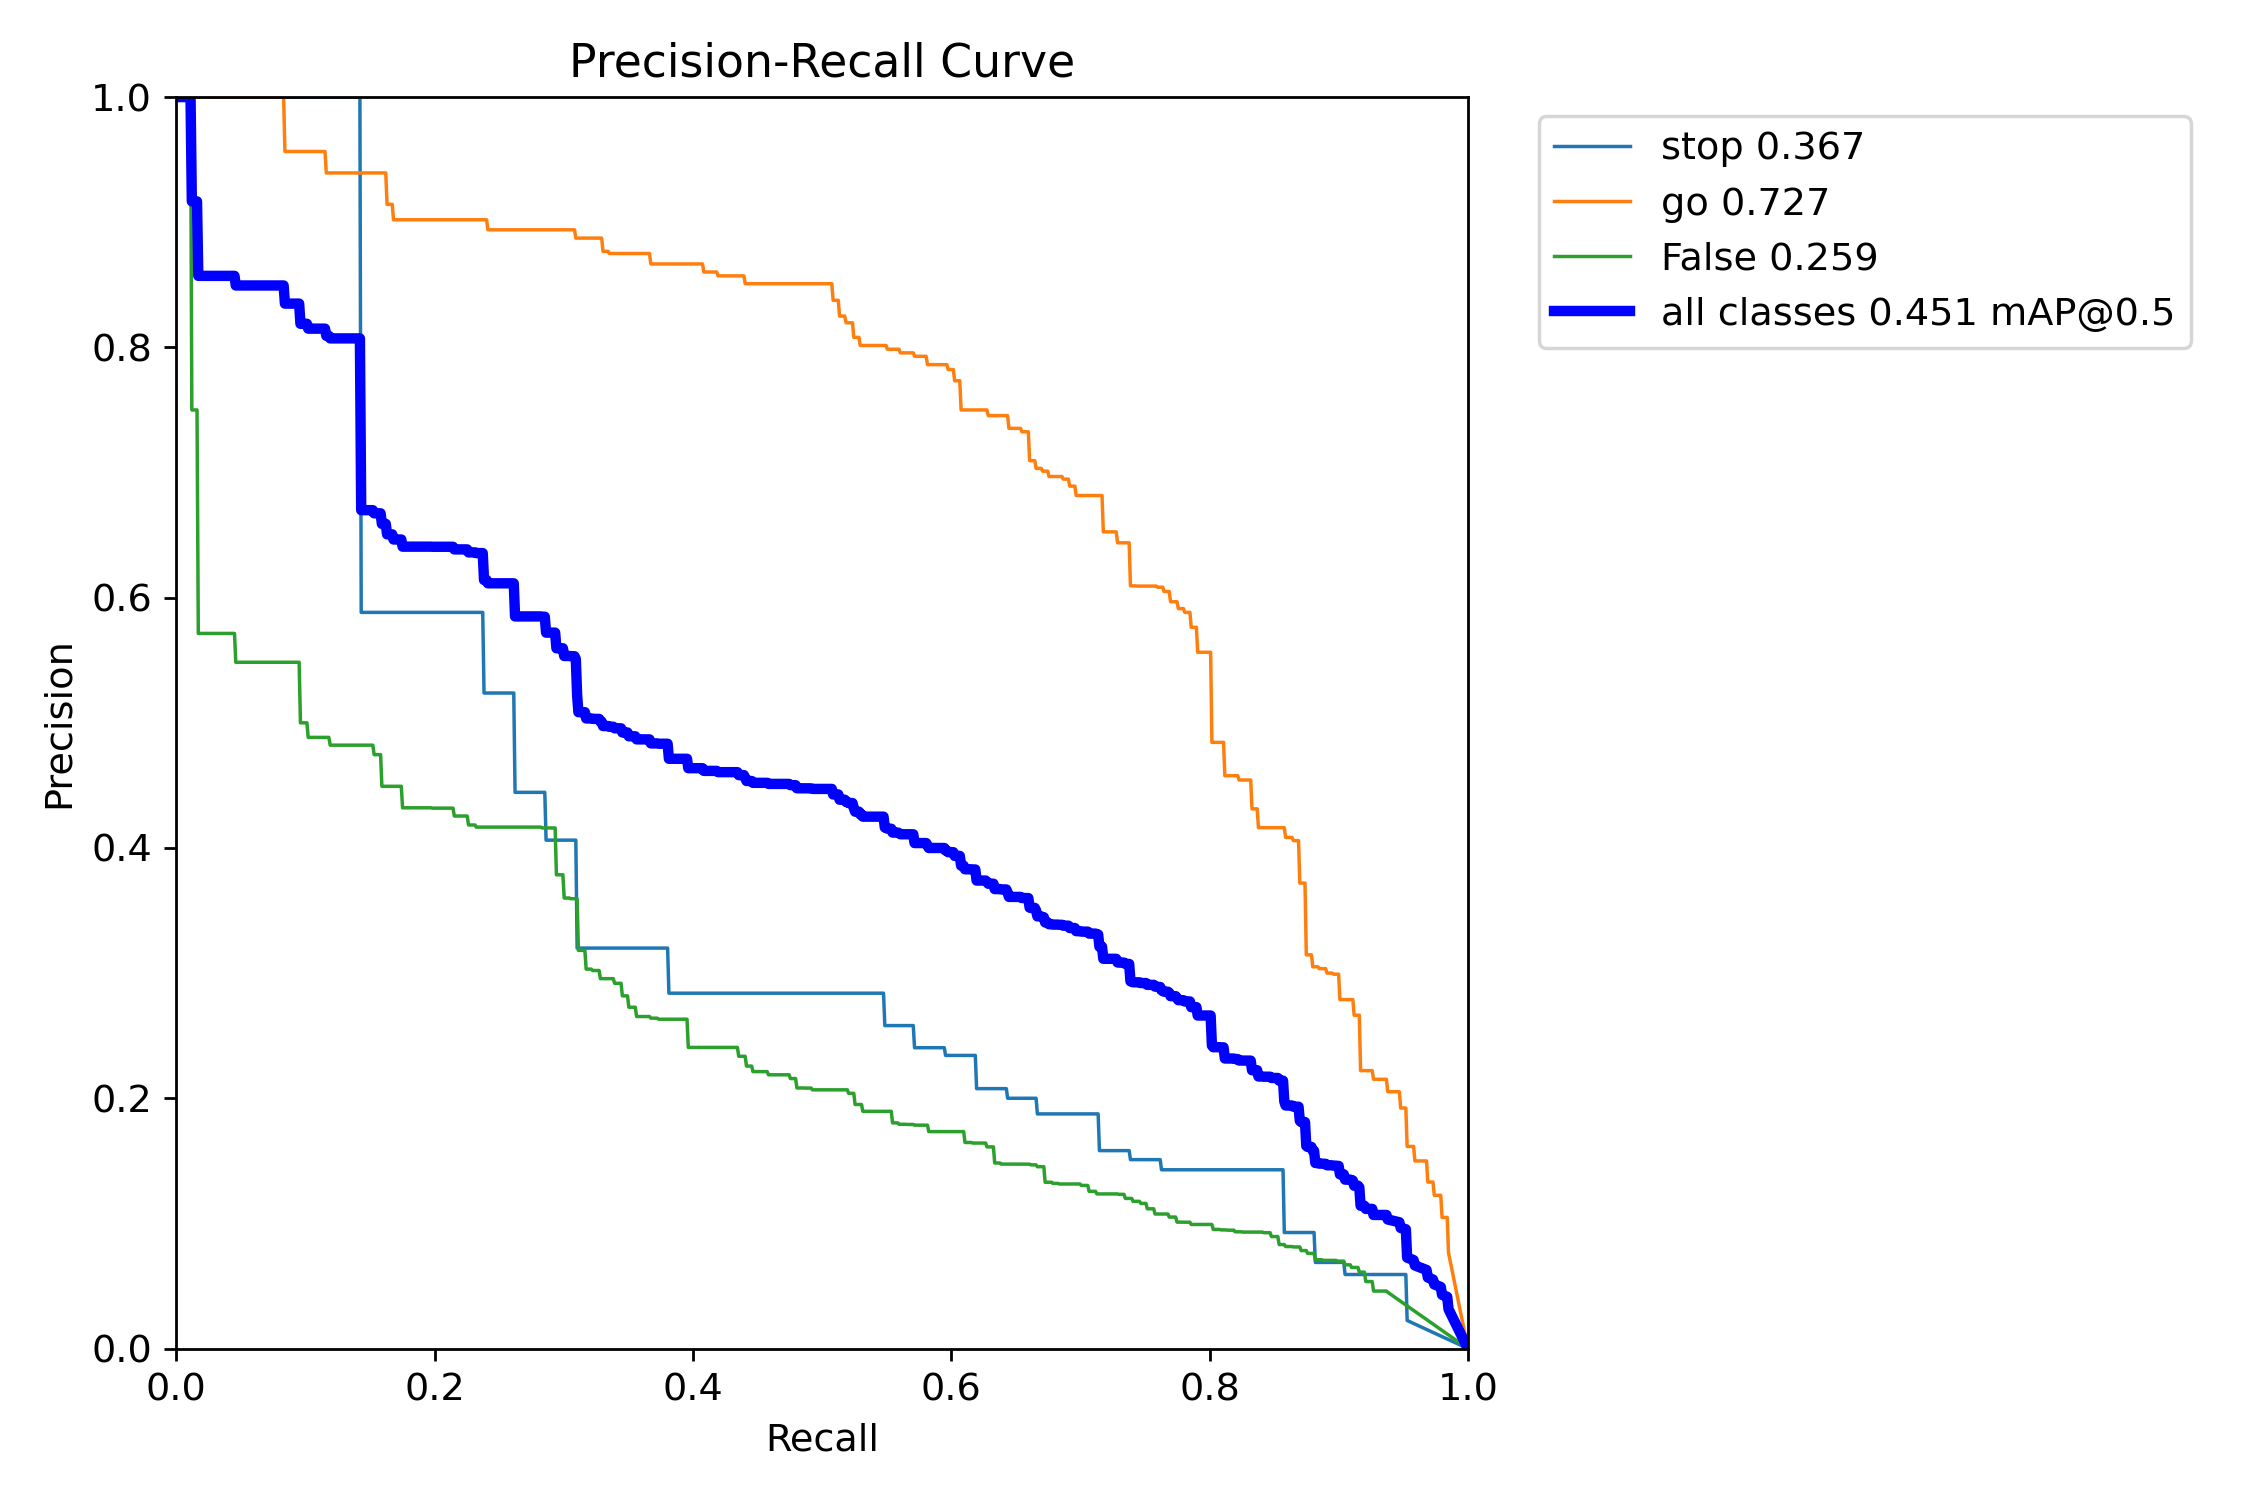 Precision-Recall Curve
1.0
0.8
0.6
0.4
0.2
0.0
Precision
0.0 0.2 0.4 0.6 0.8 1.0
Recall
stop 0.367
go 0.727
False 0.259
all classes 0.451 mAP@0.5